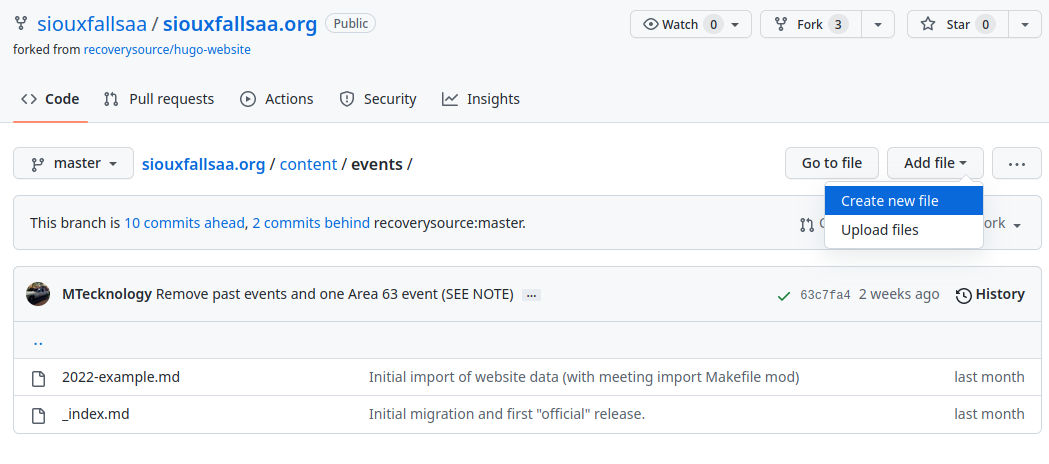 siouxfallsaa / siouxfallsaa.org Public Watch 0 Fork 3 Star 0
forked from recoverysource/hugo-website
Code Pull requests Actions Security Insights
master siouxfallsaa.org / content / events / Go to file Add file ...
Create new file
This branch is 10 commits ahead, 2 commits behind recoverysource:master.
Upload files
MTecknology Remove past events and one Area 63 event (SEE NOTE) ... 63c7fa4 2 weeks ago History
..
2022-example.md Initial import of website data (with meeting import Makefile mod) last month
_index.md Initial migration and first "official" release. last month